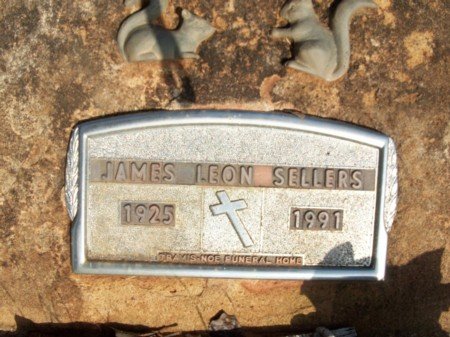 JAMES LEON SELLERS
1925 1991
TRAVIS-NOE FUNERAL HOME